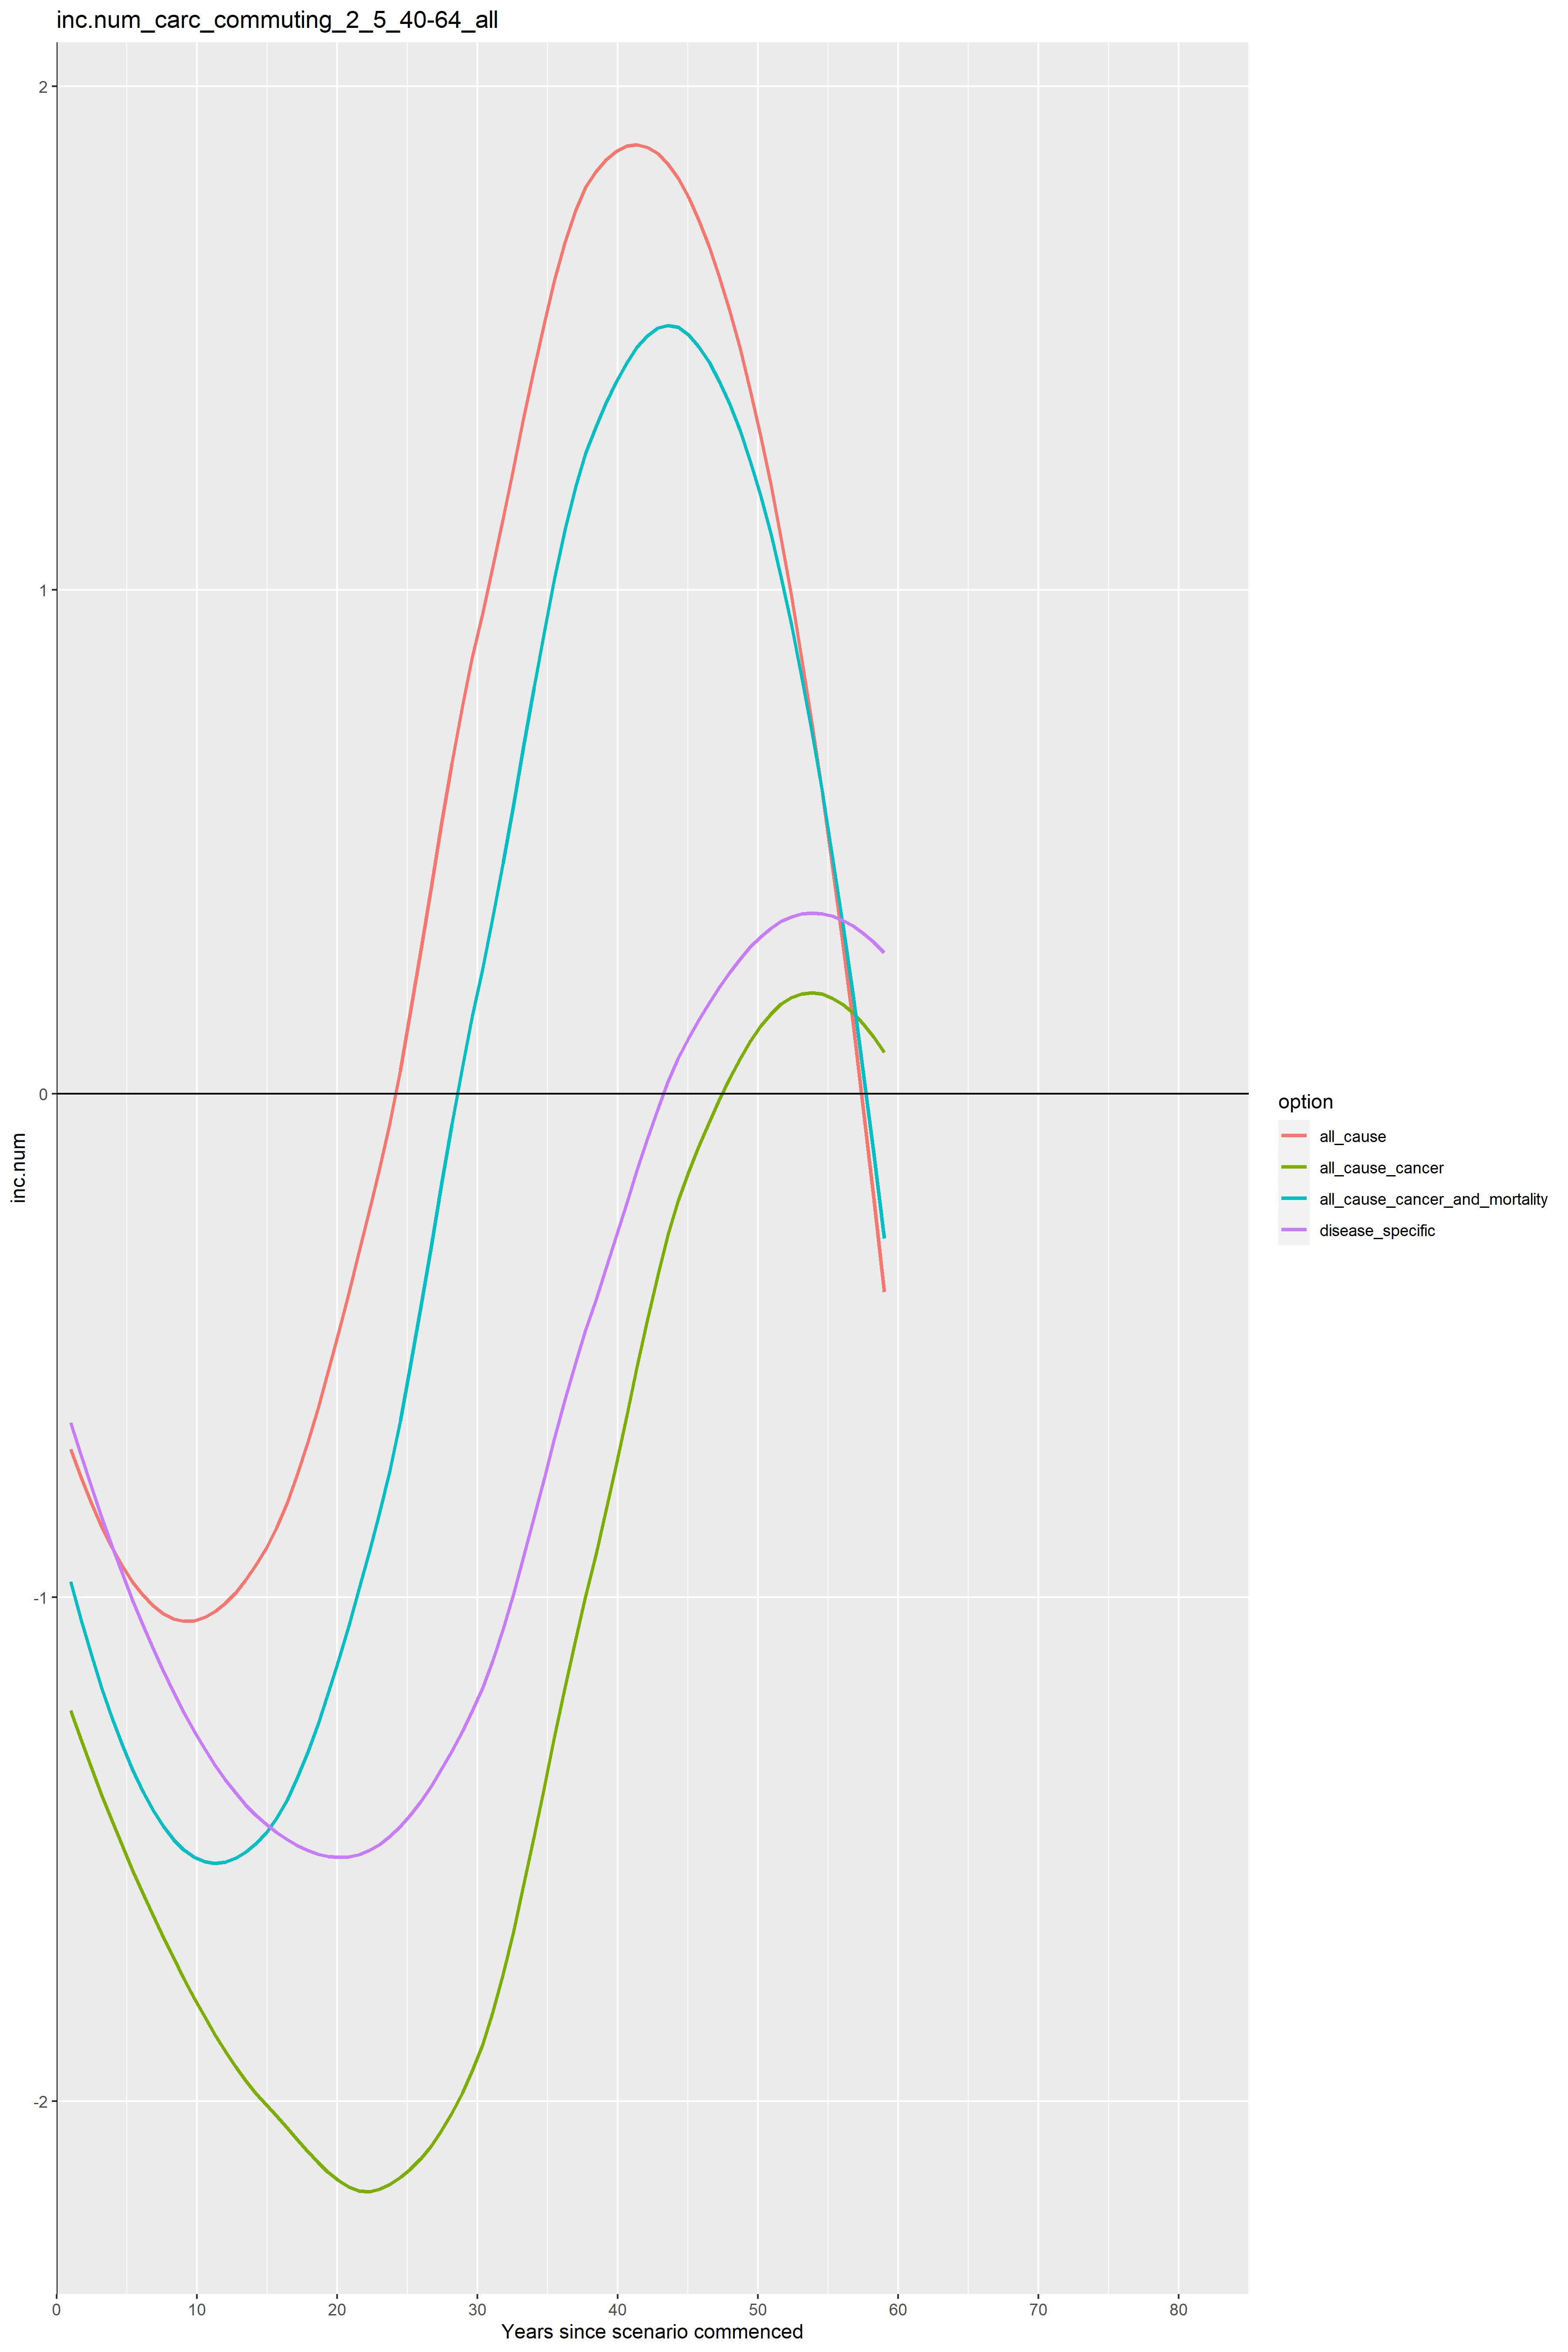 inc.num_carc_commuting_2_5_40-64_all
2
1
0
-1
-2
inc.num
0 10 20 30 40 50 60 70 80
Years since scenario commenced
option
all_cause
all_cause_cancer
all_cause_cancer_and_mortality
disease_specific